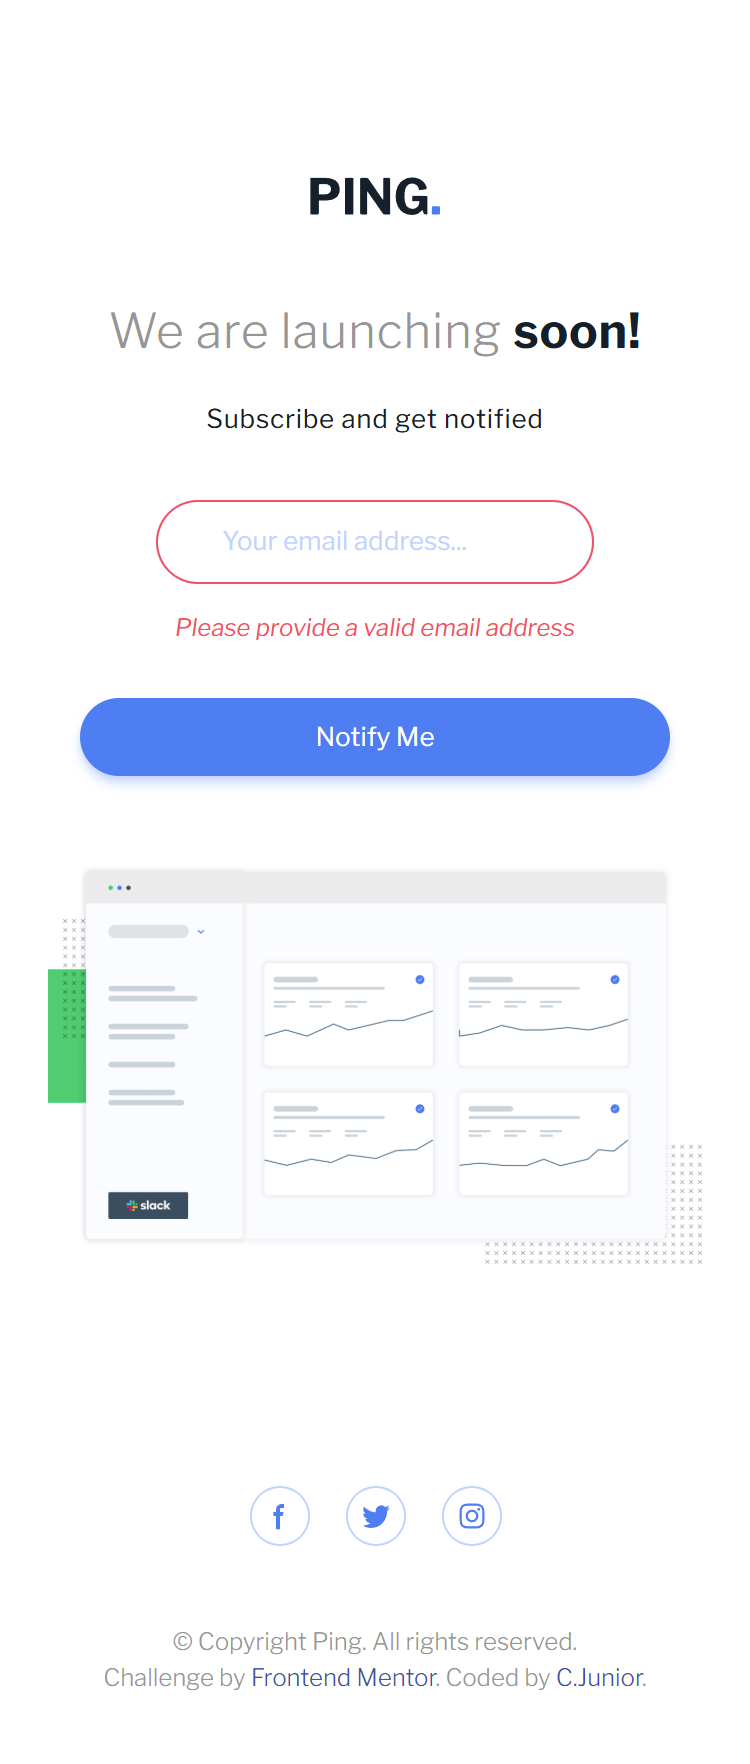 PING.
We are launching soon!
Subscribe and get notified
Your email address...
Please provide a valid email address
Notify Me
slack
© Copyright Ping. All rights reserved.
Challenge by Frontend Mentor. Coded by C.Junior.